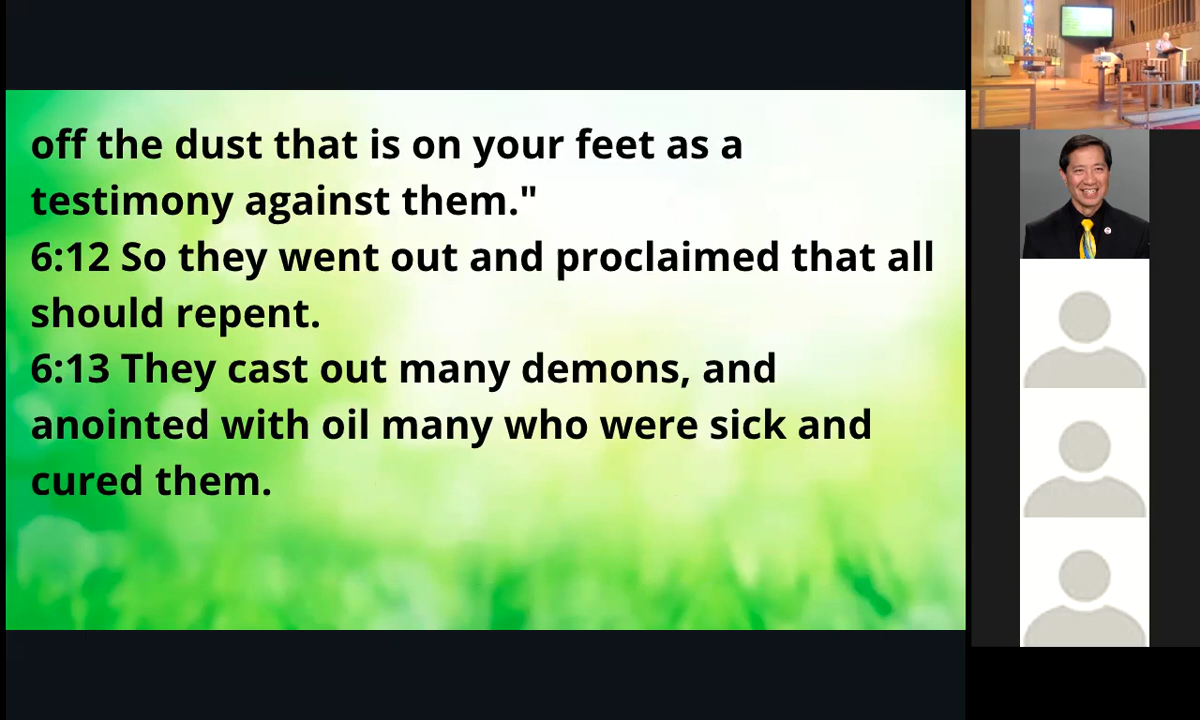 off the dust that is on your feet as a
testimony against them."
6:12 So they went out and proclaimed that all
should repent.
6:13 They cast out many demons, and
anointed with oil many who were sick and
cured them.